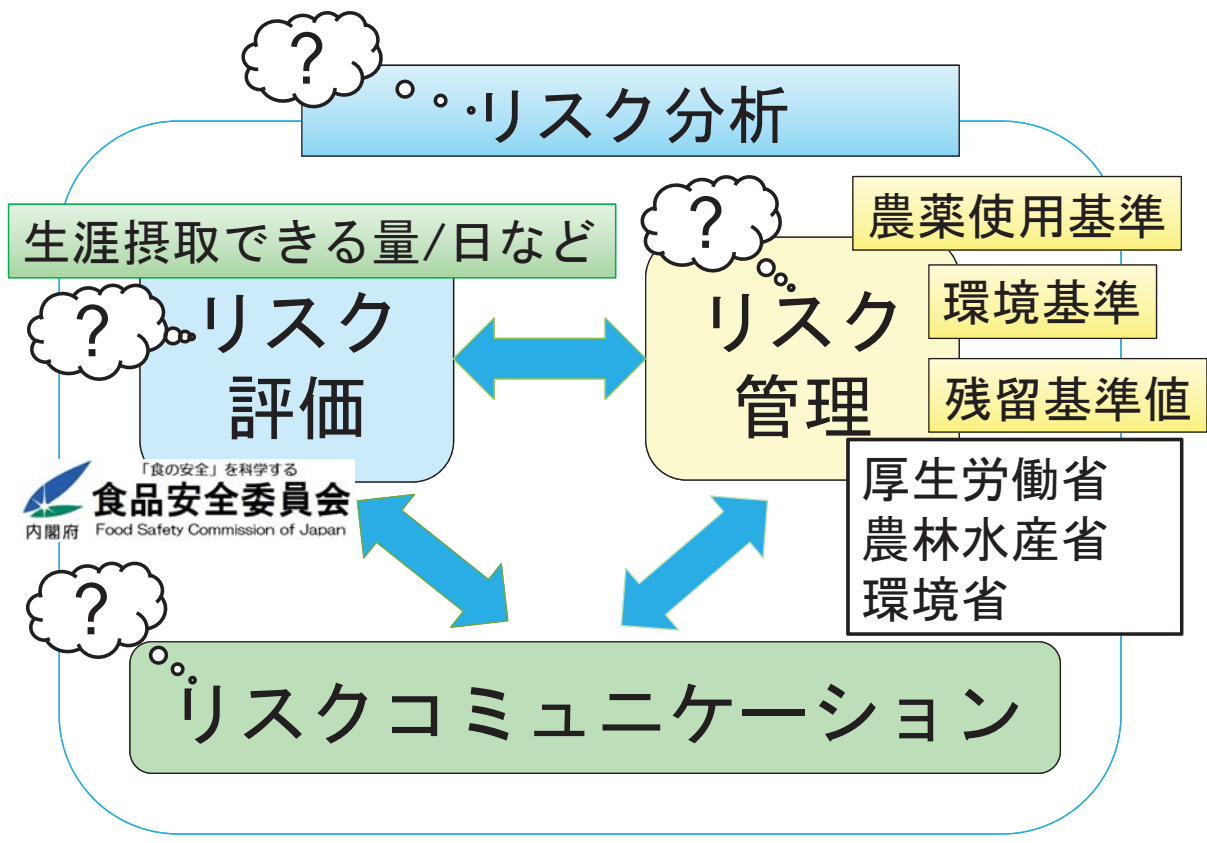 ?
リスク分析
生涯摂取できる量/日など
?
リスク
評価
?
リスク
管理
農薬使用基準
環境基準
残留基準値
「食の安全」を科学する
食品安全委員会
内閣府 Food Safety Commission of Japan
厚生労働省
農林水産省
環境省
?
リスクコミュニケーション